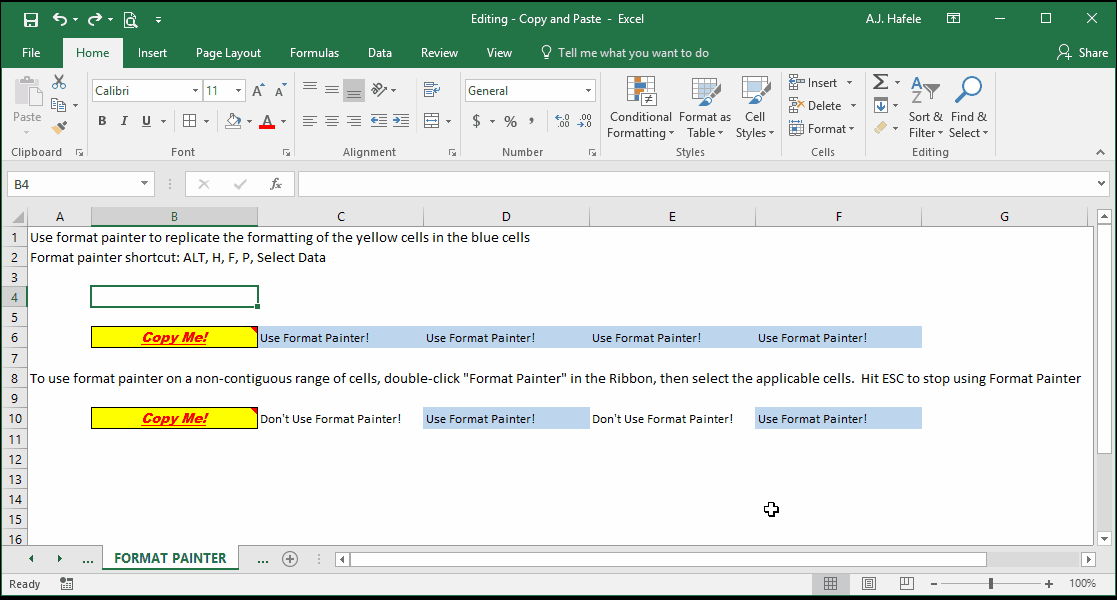 Editing - Copy and Paste - Excel
A.J. Hafele
File Home Insert Page Layout Formulas Data Review View Tell me what you want to do Share
Paste
Calibri 11
B I U A
General
$ % ,
Conditional Formatting
Format as Table
Cell Styles
Insert
Delete
Format
Sort & Filter
Find & Select
Clipboard Font Alignment Number Styles Cells Editing
B4 fx
A B C D E F G
1 Use format painter to replicate the formatting of the yellow cells in the blue cells
2 Format painter shortcut: ALT, H, F, P, Select Data
3
4
5
6 Copy Me! Use Format Painter! Use Format Painter! Use Format Painter! Use Format Painter!
7
8 To use format painter on a non-contiguous range of cells, double-click "Format Painter" in the Ribbon, then select the applicable cells. Hit ESC to stop using Format Painter
9
10 Copy Me! Don't Use Format Painter! Use Format Painter! Don't Use Format Painter! Use Format Painter!
11
12
13
14
15
16
... FORMAT PAINTER ...
Ready 100%